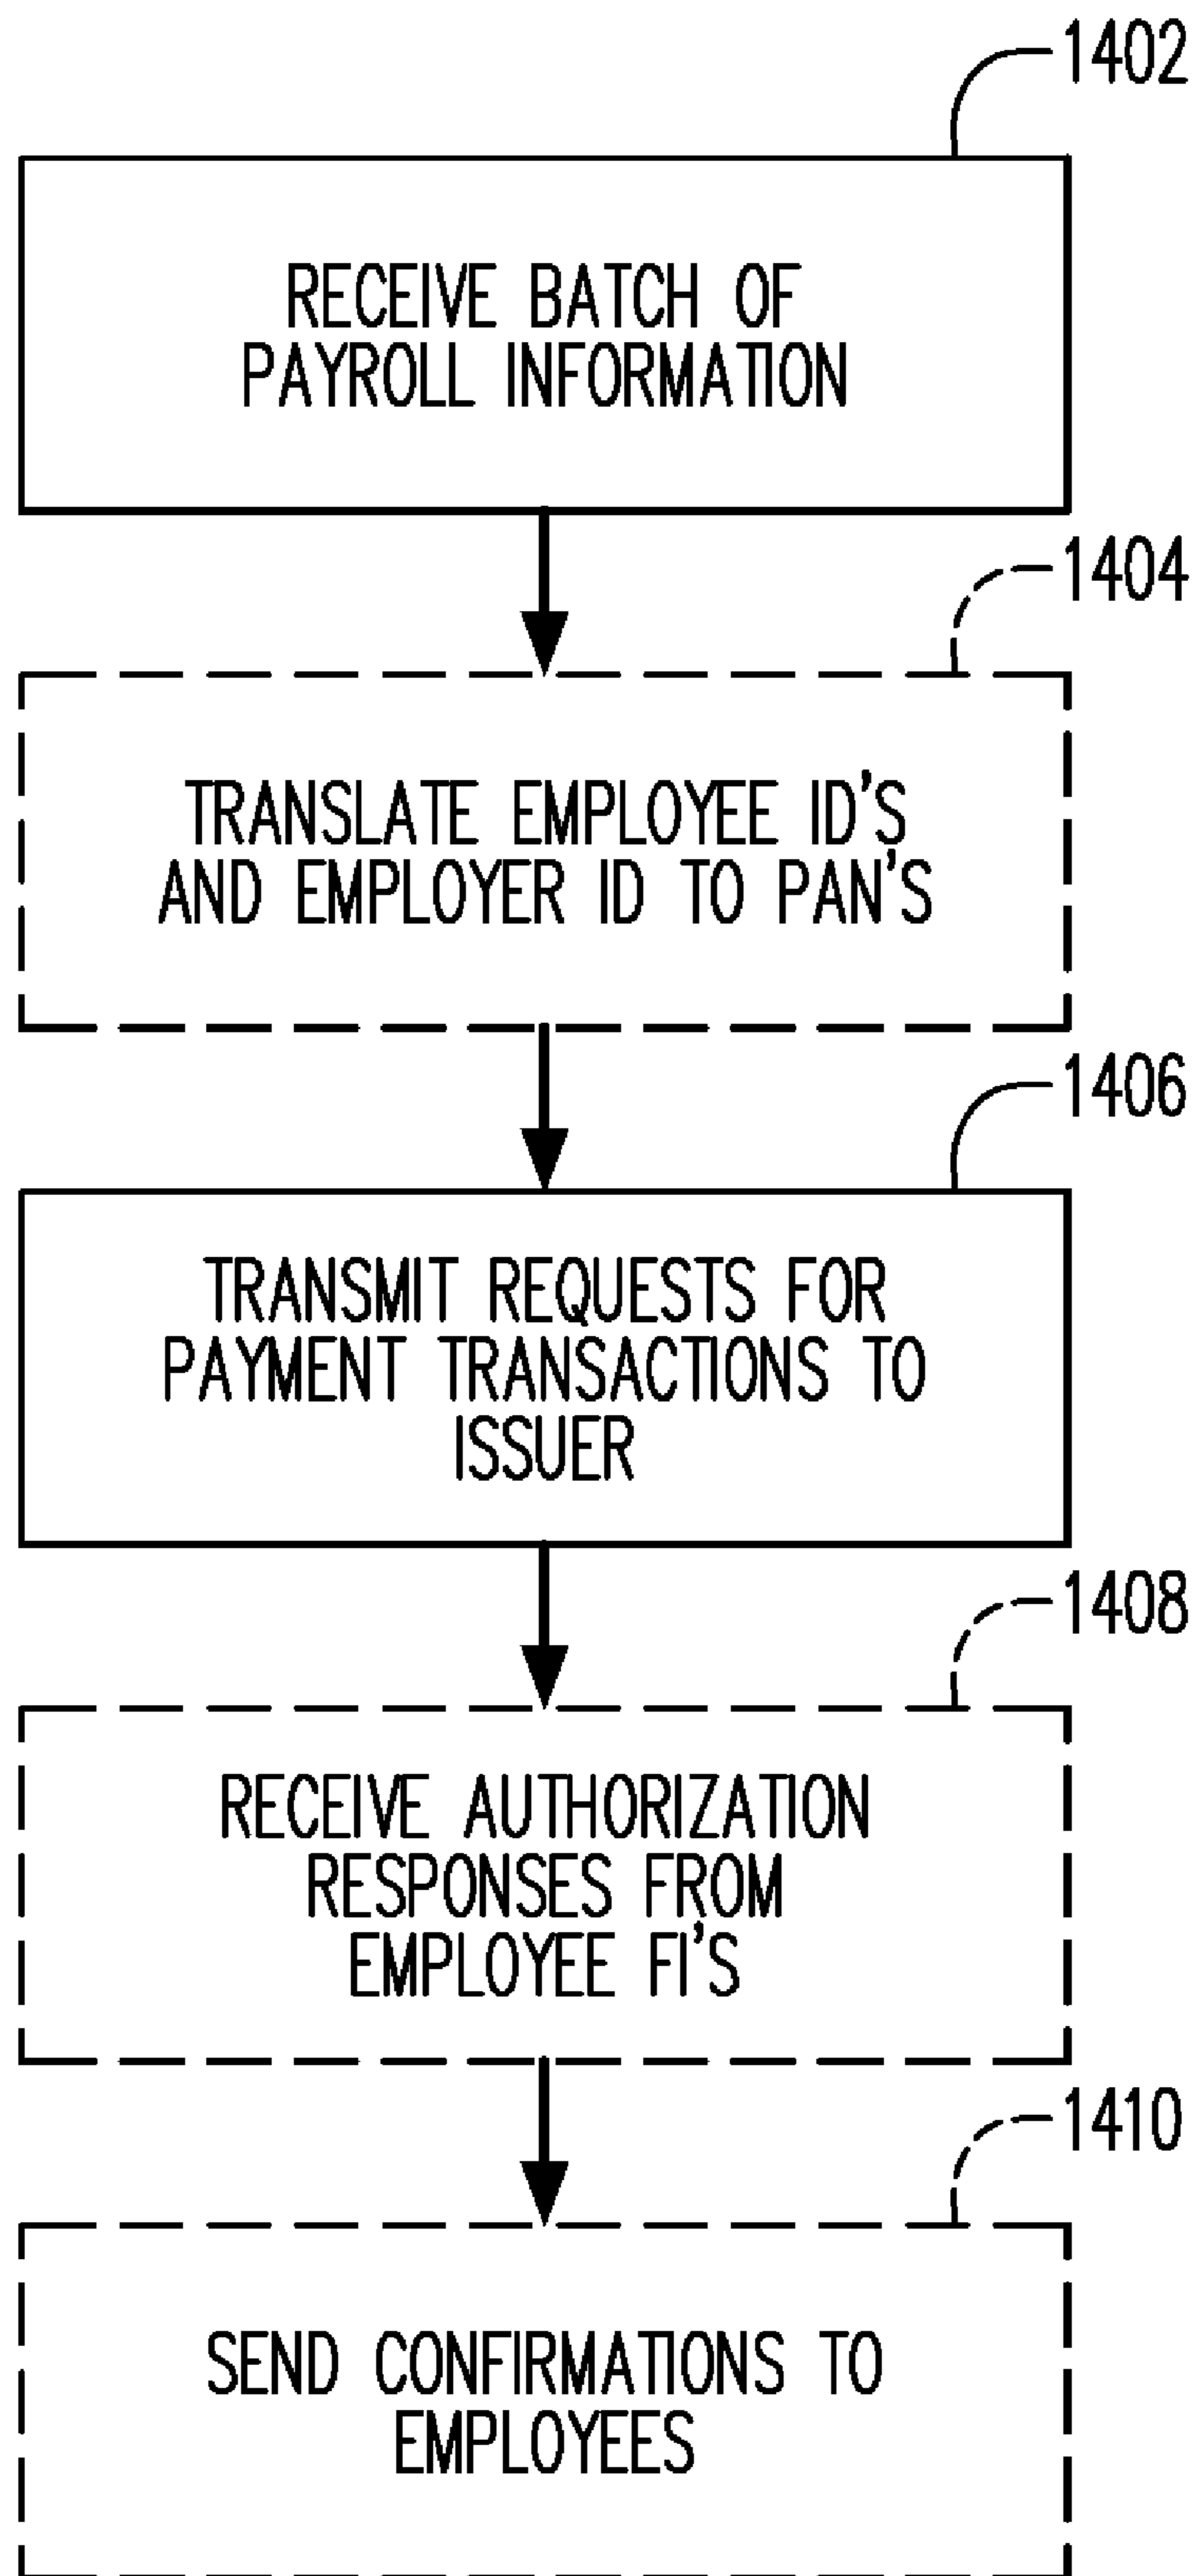 1402
RECEIVE BATCH OF
PAYROLL INFORMATION
1404
TRANSLATE EMPLOYEE ID'S
AND EMPLOYER ID TO PAN'S
1406
TRANSMIT REQUESTS FOR
PAYMENT TRANSACTIONS TO
ISSUER
1408
RECEIVE AUTHORIZATION
RESPONSES FROM
EMPLOYEE FI'S
1410
SEND CONFIRMATIONS TO
EMPLOYEES